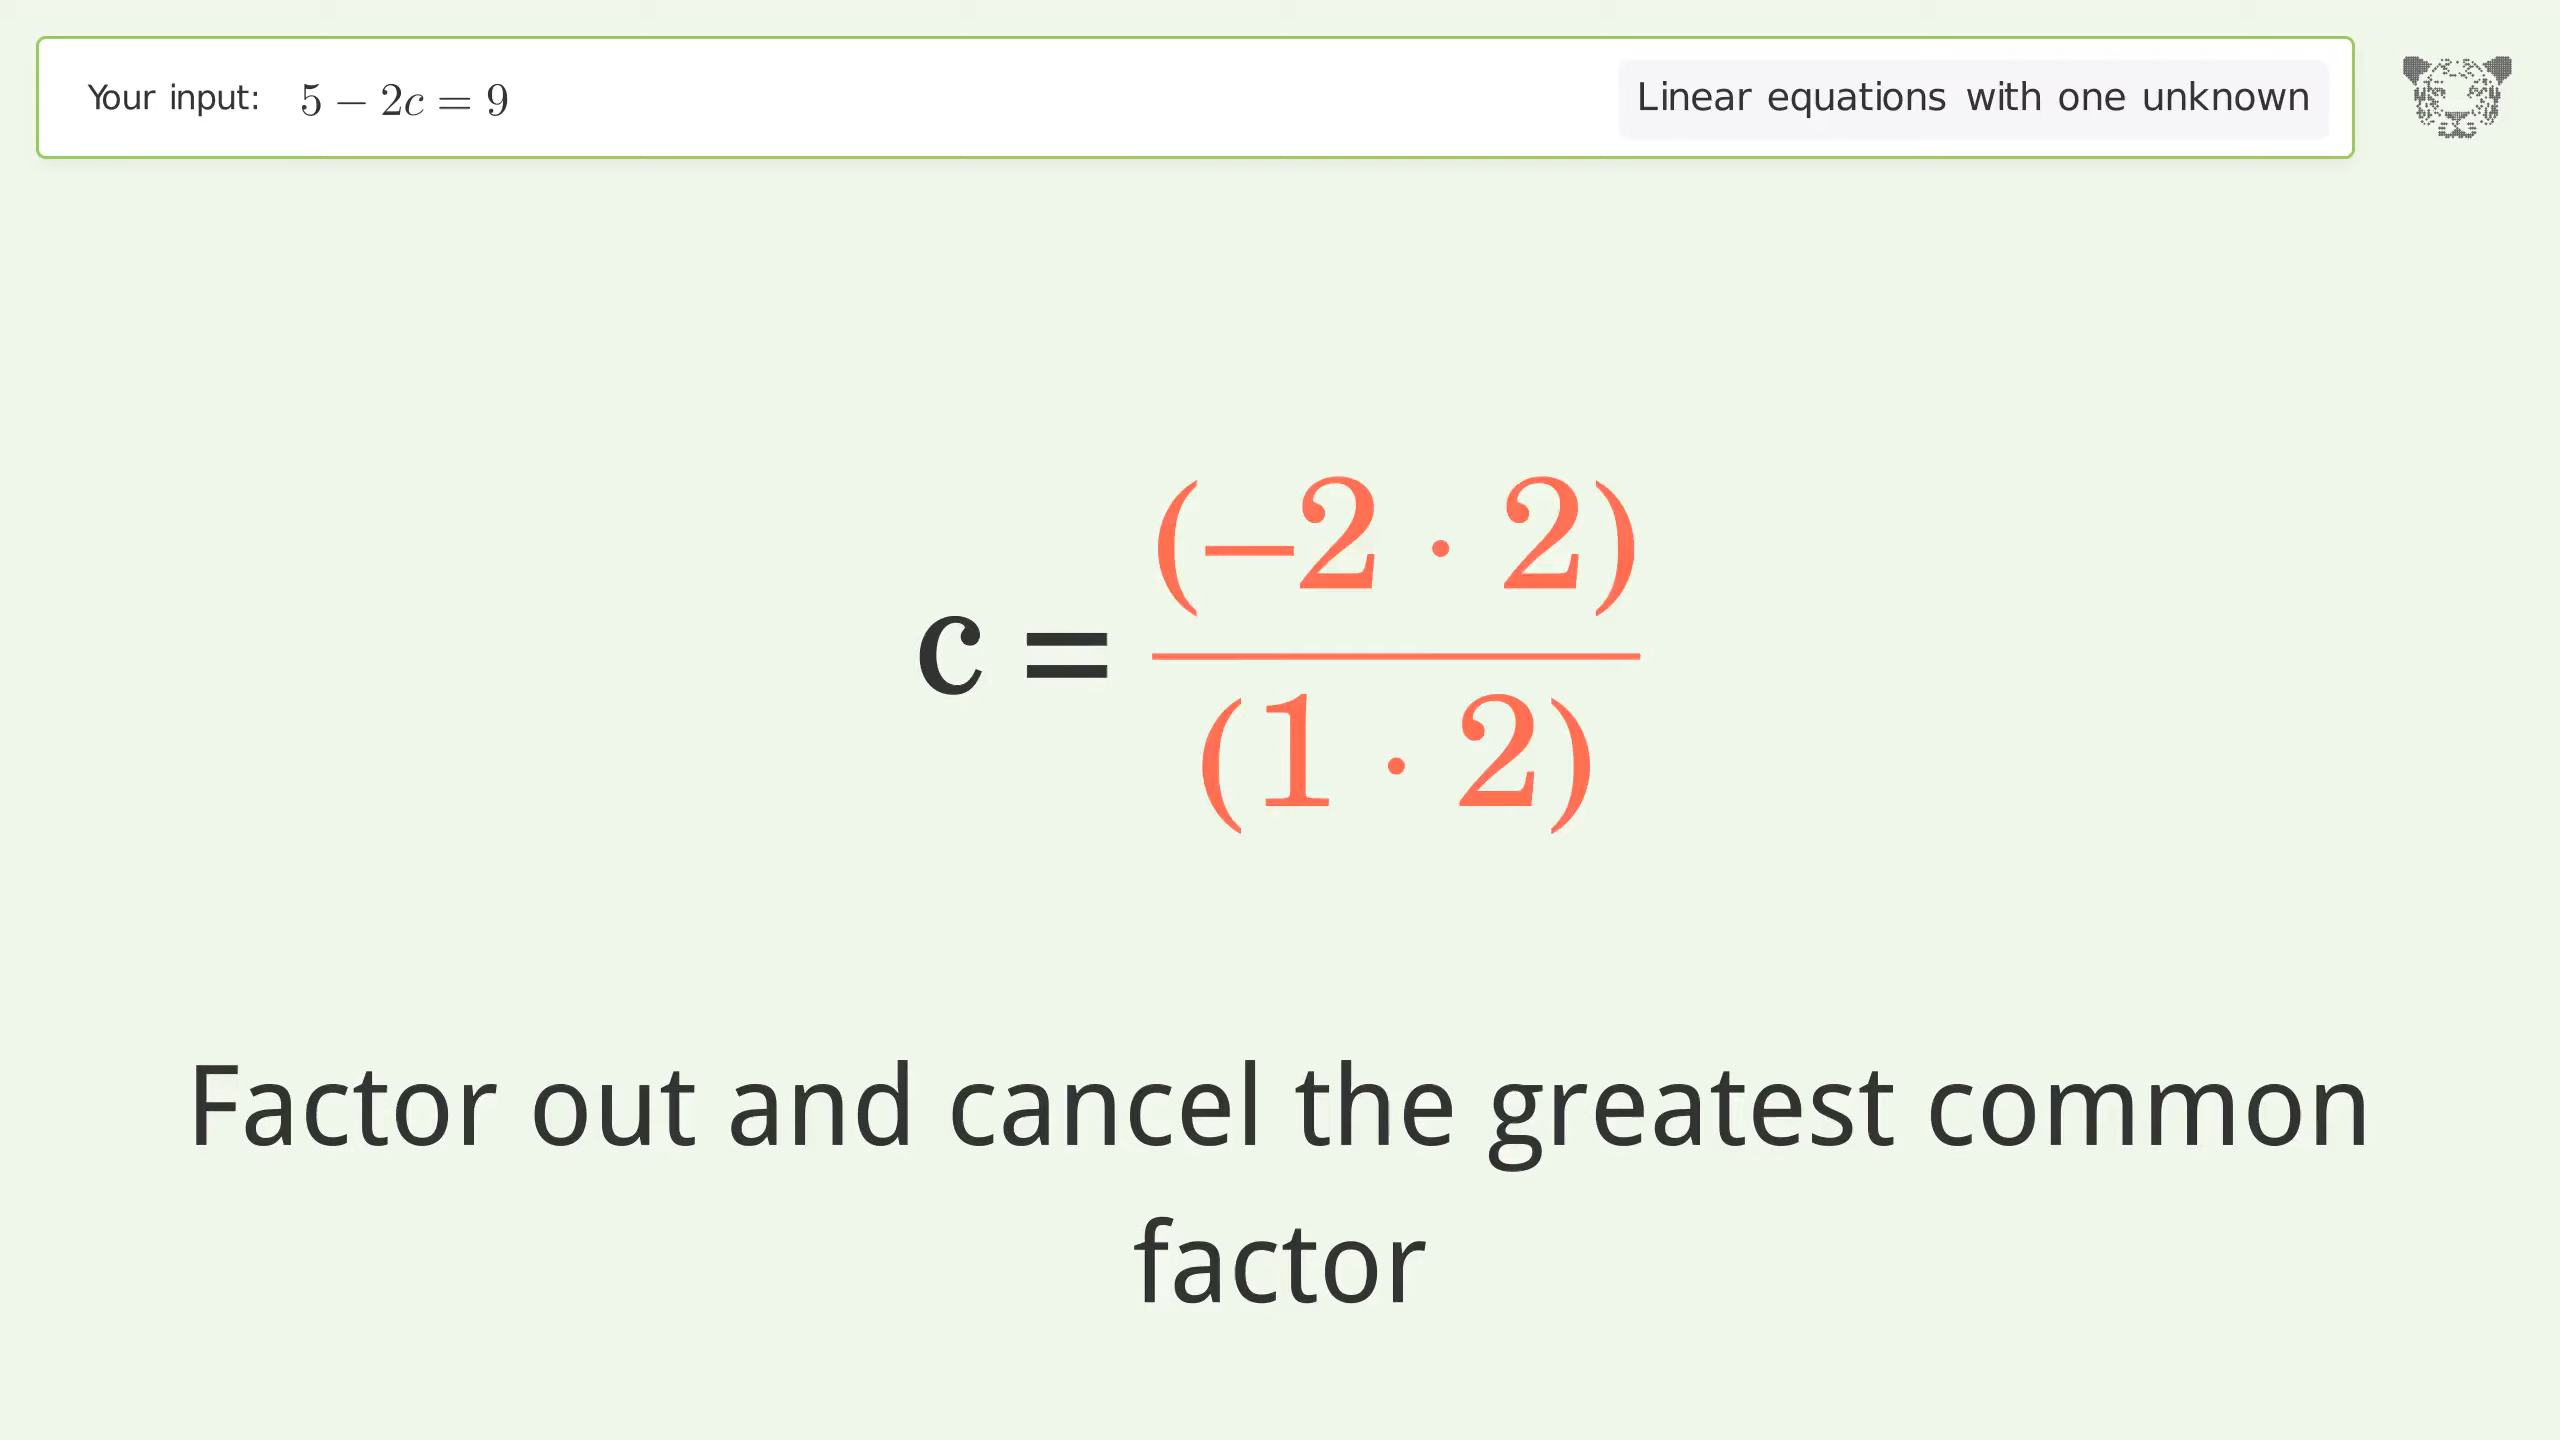 Your input: 5 − 2c = 9
Linear equations with one unknown
c = (−2 · 2) / (1 · 2)
Factor out and cancel the greatest common
factor